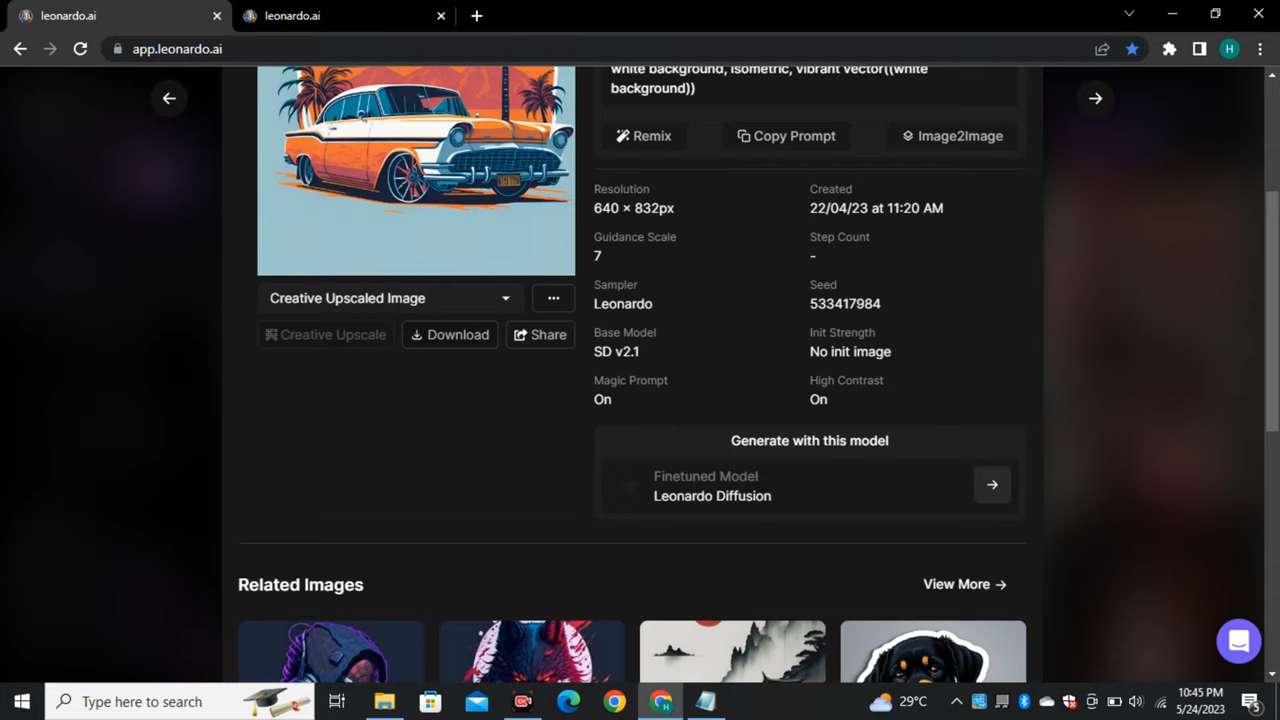 leonardo.ai
leonardo.ai
app.leonardo.ai
H
white background, isometric, vibrant vector((white
background))
Remix
Copy Prompt
Image2Image
Resolution
Created
640 × 832px
22/04/23 at 11:20 AM
Guidance Scale
Step Count
7
-
Sampler
Seed
Leonardo
533417984
Base Model
Init Strength
SD v2.1
No init image
Magic Prompt
High Contrast
On
On
Creative Upscaled Image
Creative Upscale
Download
Share
Generate with this model
Finetuned Model
Leonardo Diffusion
Related Images
View More
Type here to search
29°C
10:45 PM
5/24/2023
5